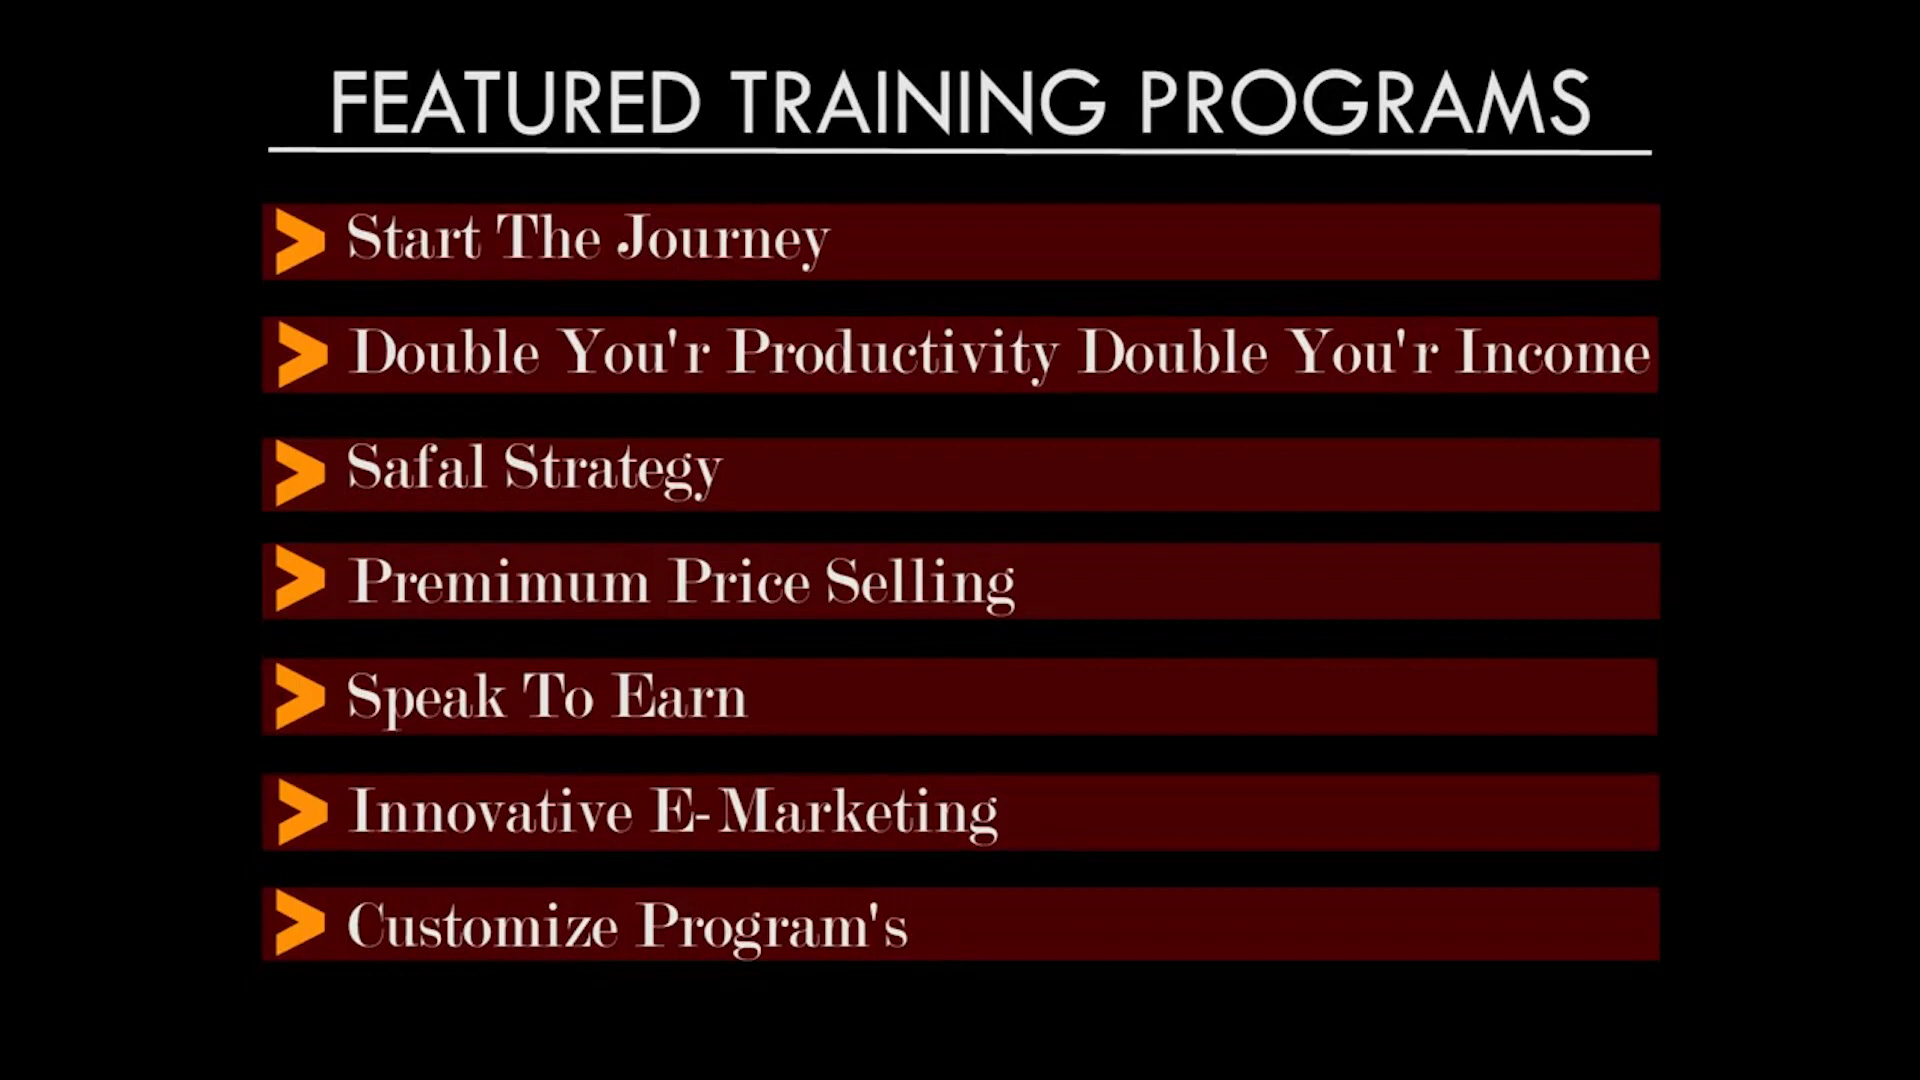 FEATURED TRAINING PROGRAMS
> Start The Journey
> Double You'r Productivity Double You'r Income
> Safal Strategy
> Premimum Price Selling
> Speak To Earn
> Innovative E-Marketing
> Customize Program's